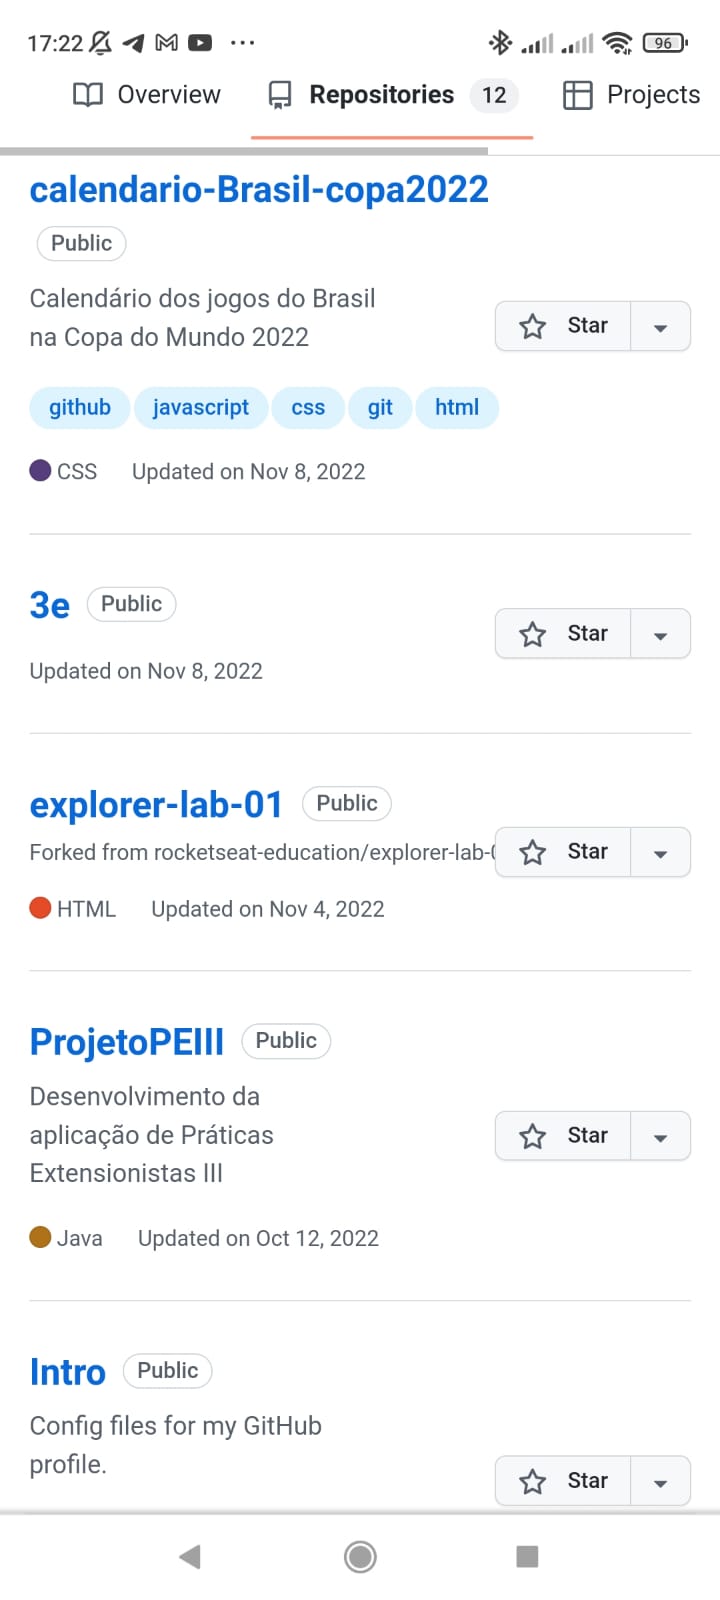 17:22 ... 96
Overview Repositories 12 Projects
calendario-Brasil-copa2022
Public
Calendário dos jogos do Brasil
na Copa do Mundo 2022
Star
github javascript css git html
CSS Updated on Nov 8, 2022
3e Public
Star
Updated on Nov 8, 2022
explorer-lab-01 Public
Forked from rocketseat-education/explorer-lab- Star
HTML Updated on Nov 4, 2022
ProjetoPEIII Public
Desenvolvimento da
aplicação de Práticas
Extensionistas III
Star
Java Updated on Oct 12, 2022
Intro Public
Config files for my GitHub
profile.
Star